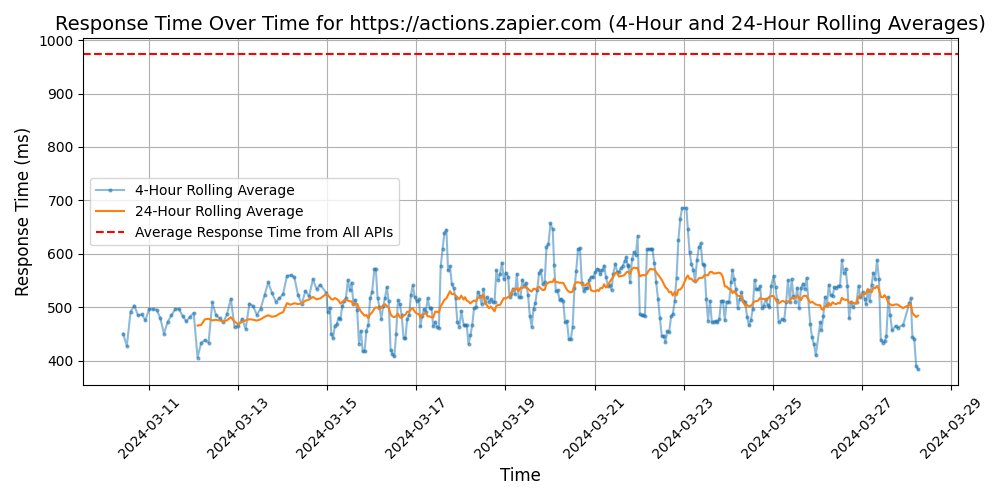 Response Time Over Time for https://actions.zapier.com (4-Hour and 24-Hour Rolling Averages)
1000
900
800
700
600
500
400
Response Time (ms)
4-Hour Rolling Average
24-Hour Rolling Average
Average Response Time from All APIs
2024-03-11
2024-03-13
2024-03-15
2024-03-17
2024-03-19
2024-03-21
2024-03-23
2024-03-25
2024-03-27
2024-03-29
Time